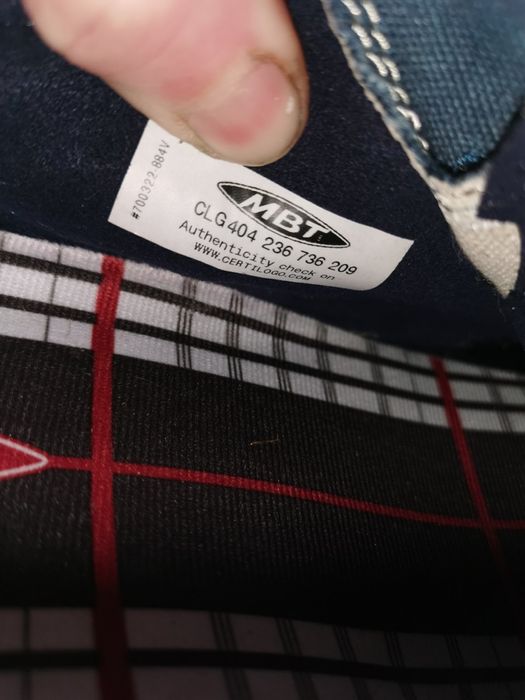 #700322-884V
MBT
CLG404 236 736 209
Authenticity check on
WWW.CERTILOGO.COM